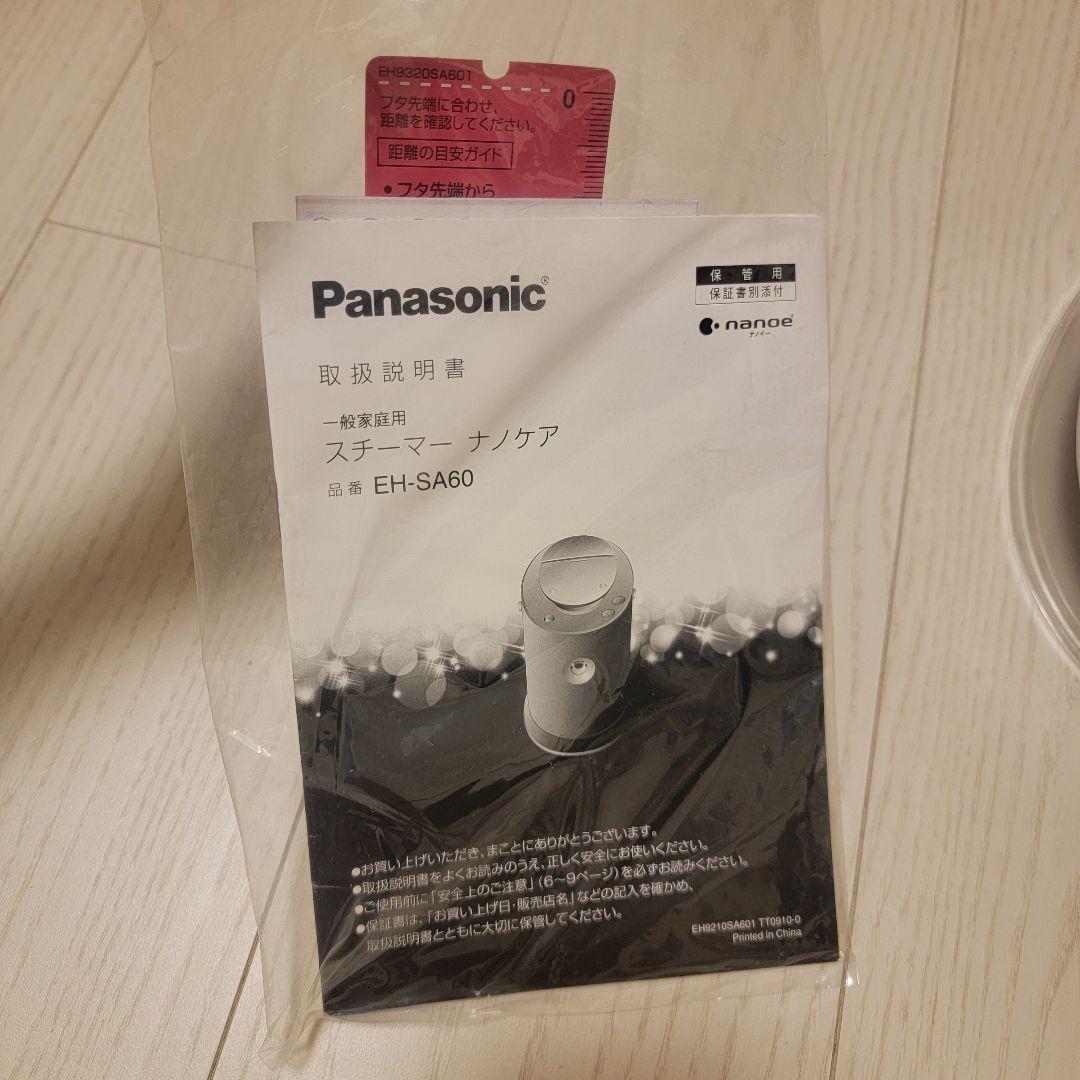 EH9320SA601
0
フタ先端に合わせ、
距離を確認してください。
距離の目安ガイド
●フタ先端から
Panasonic®
保管用
保証書別添付
nanoe
ナノイー
取扱説明書
一般家庭用
スチーマー ナノケア
品番 EH-SA60
●お買い上げいただき、まことにありがとうございます。
●取扱説明書をよくお読みのうえ、正しく安全にお使いください。
●ご使用前に「安全上のご注意」(6~9ページ)を必ずお読みください。
●保証書は、「お買い上げ日・販売店名」などの記入を確かめ、
取扱説明書とともに大切に保管してください。
EH9210SA601 TT0910-0
Printed in China